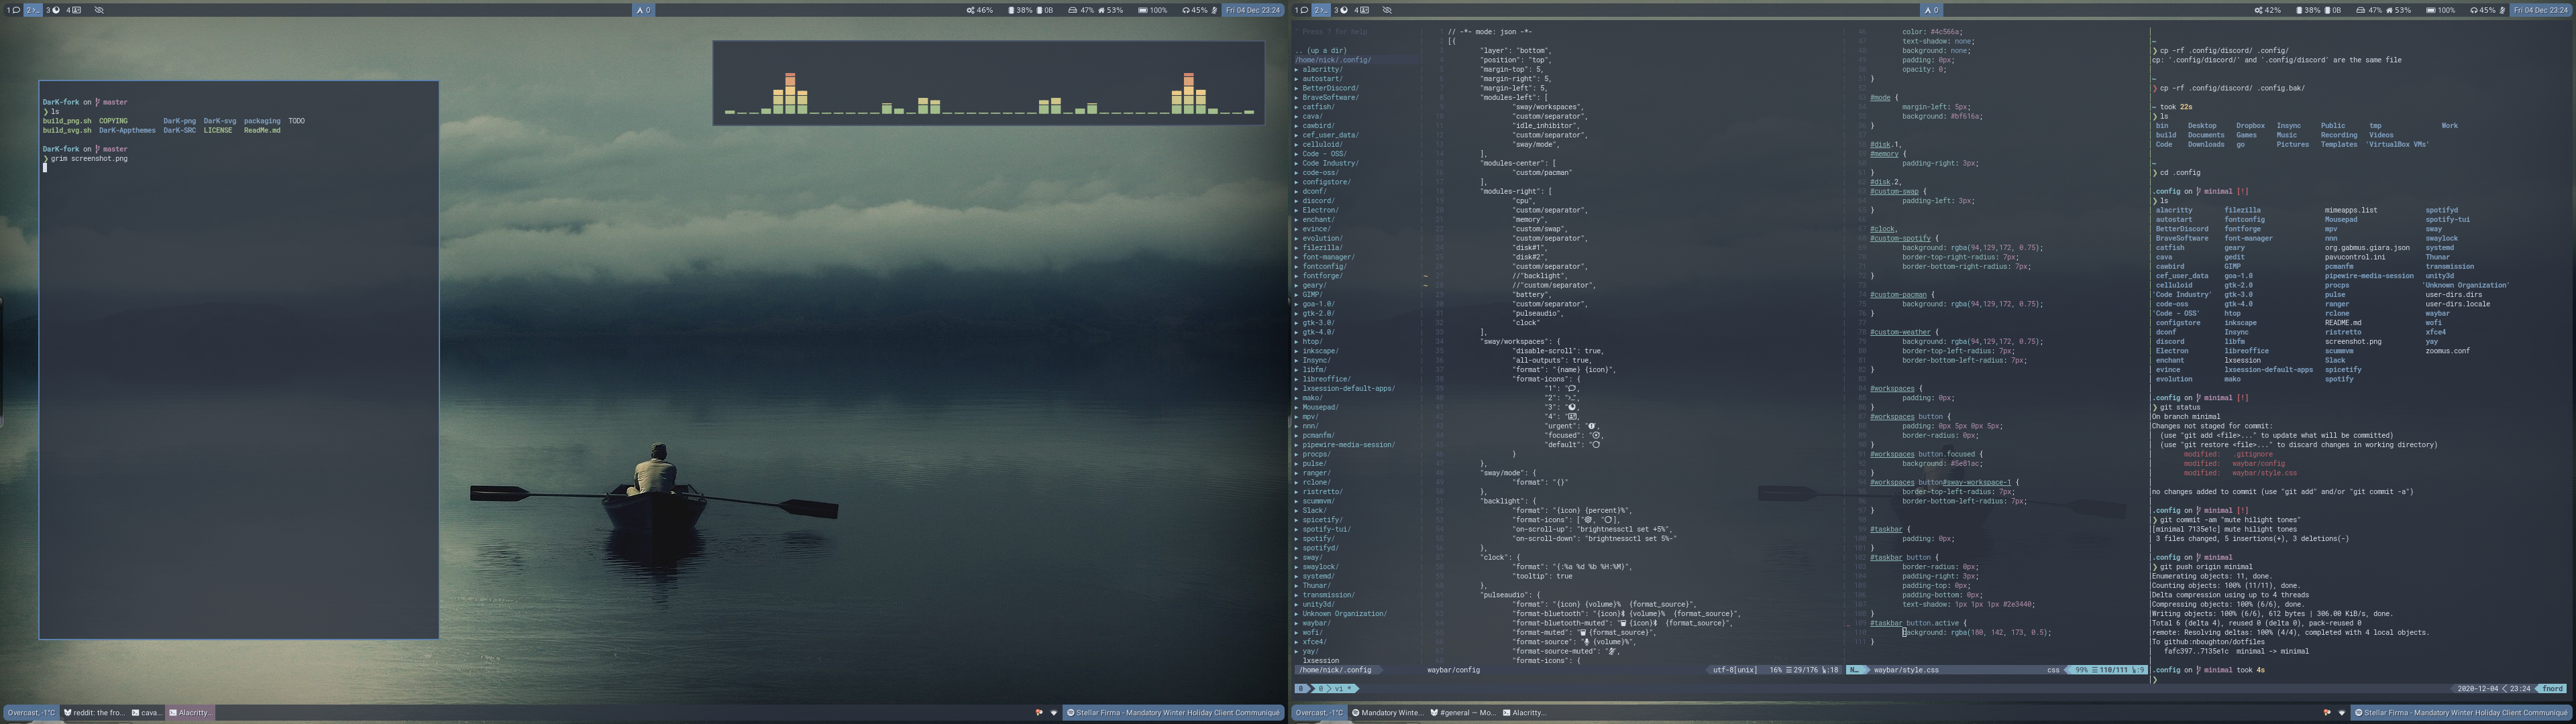 1 2 3 4
0
46% 38% 0B 47% 53% 100% 45% Fri 04 Dec 23:24
DarK-fork on master
❯ ls
build_png.sh COPYING DarK-png DarK-svg packaging TODO
build_svg.sh DarK-Appthemes DarK-SRC LICENSE ReadMe.md
DarK-fork on master
❯ grim screenshot.png
Overcast, -1°C reddit: the fro... cava... Alacritty...
Stellar Firma - Mandatory Winter Holiday Client Communiqué
1 2 3 4
0
42% 38% 0B 47% 53% 100% 45% Fri 04 Dec 23:24
" Press ? for help
.. (up a dir)
/home/nick/.config/
▸ alacritty/
▸ autostart/
▸ BetterDiscord/
▸ BraveSoftware/
▸ catfish/
▸ cava/
▸ cawbird/
▸ cef_user_data/
▸ celluloid/
▸ Code - OSS/
▸ Code Industry/
▸ code-oss/
▸ configstore/
▸ dconf/
▸ discord/
▸ Electron/
▸ enchant/
▸ evince/
▸ evolution/
▸ filezilla/
▸ font-manager/
▸ fontconfig/
▸ fontforge/
▸ geary/
▸ GIMP/
▸ goa-1.0/
▸ gtk-2.0/
▸ gtk-3.0/
▸ gtk-4.0/
▸ htop/
▸ inkscape/
▸ Insync/
▸ libfm/
▸ libreoffice/
▸ lxsession-default-apps/
▸ mako/
▸ Mousepad/
▸ mpv/
▸ nnn/
▸ pcmanfm/
▸ pipewire-media-session/
▸ procps/
▸ pulse/
▸ ranger/
▸ rclone/
▸ ristretto/
▸ scummvm/
▸ Slack/
▸ spicetify/
▸ spotify-tui/
▸ spotify/
▸ spotifyd/
▸ sway/
▸ swaylock/
▸ systemd/
▸ Thunar/
▸ transmission/
▸ unity3d/
▸ Unknown Organization/
▸ waybar/
▸ wofi/
▸ xfce4/
▸ yay/
lxsession
/home/nick/.config
// -*- mode: json -*-
[{
"layer": "bottom",
"position": "top",
"margin-top": 5,
"margin-right": 5,
"margin-left": 5,
"modules-left": [
"sway/workspaces",
"custom/separator",
"idle_inhibitor",
"custom/separator",
"sway/mode",
],
"modules-center": [
"custom/pacman"
],
"modules-right": [
"cpu",
"custom/separator",
"memory",
"custom/swap",
"custom/separator",
"disk#1",
"disk#2",
"custom/separator",
//"backlight",
//"custom/separator",
"battery",
"custom/separator",
"pulseaudio",
"clock"
],
"sway/workspaces": {
"disable-scroll": true,
"all-outputs": true,
"format": "{name} {icon}",
"format-icons": {
"1": "
"2": "
"3": "
"4": "
"urgent": "
"focused": "
"default": "
}
},
"sway/mode": {
"format": "{}"
},
"backlight": {
"format": "{icon} {percent}%",
"format-icons": ["
"on-scroll-up": "brightnessctl set +5%",
"on-scroll-down": "brightnessctl set 5%-"
},
"clock": {
"format": "{:%a %d %b %H:%M}",
"tooltip": true
},
"pulseaudio": {
"format": "{icon} {volume}% {format_source}",
"format-bluetooth": "{icon} {volume}% {format_source}",
"format-bluetooth-muted": " {icon} {format_source}",
"format-muted": " {format_source}",
"format-source": " {volume}%",
"format-source-muted": "
"format-icons": {
waybar/config utf-8[unix] 16% 29/176 :18
color: #4c566a;
text-shadow: none;
background: none;
padding: 0px;
opacity: 0;
}
#mode {
margin-left: 5px;
background: #bf616a;
}
#disk.1,
#memory {
padding-right: 3px;
}
#disk.2,
#custom-swap {
padding-left: 3px;
}
#clock,
#custom-spotify {
background: rgba(94,129,172, 0.75);
border-top-right-radius: 7px;
border-bottom-right-radius: 7px;
}
#custom-pacman {
background: rgba(94,129,172, 0.75);
}
#custom-weather {
background: rgba(94,129,172, 0.75);
border-top-left-radius: 7px;
border-bottom-left-radius: 7px;
}
#workspaces {
padding: 0px;
}
#workspaces button {
padding: 0px 5px 0px 5px;
border-radius: 0px;
}
#workspaces button.focused {
background: #5e81ac;
}
#workspaces button#sway-workspace-1 {
border-top-left-radius: 7px;
border-bottom-left-radius: 7px;
}
#taskbar {
padding: 0px;
}
#taskbar button {
border-radius: 0px;
padding-right: 3px;
padding-top: 0px;
padding-bottom: 0px;
text-shadow: 1px 1px 1px #2e3440;
}
#taskbar button.active {
background: rgba(180, 142, 173, 0.5);
}
N… waybar/style.css css 99% 110/111 :9
~
❯ cp -rf .config/discord/ .config/
cp: '.config/discord/' and '.config/discord' are the same file
~
❯ cp -rf .config/discord/ .config.bak/
~ took 22s
❯ ls
bin Desktop Dropbox Insync Public tmp Work
build Documents Games Music Recording Videos
Code Downloads go Pictures Templates 'VirtualBox VMs'
~
❯ cd .config
.config on minimal [!]
❯ ls
alacritty filezilla mimeapps.list spotifyd
autostart fontconfig Mousepad spotify-tui
BetterDiscord fontforge mpv sway
BraveSoftware font-manager nnn swaylock
catfish geary org.gabmus.giara.json systemd
cava gedit pavucontrol.ini Thunar
cawbird GIMP pcmanfm transmission
cef_user_data goa-1.0 pipewire-media-session unity3d
celluloid gtk-2.0 procps 'Unknown Organization'
'Code Industry' gtk-3.0 pulse user-dirs.dirs
code-oss gtk-4.0 ranger user-dirs.locale
'Code - OSS' htop rclone waybar
configstore inkscape README.md wofi
dconf Insync ristretto xfce4
discord libfm screenshot.png yay
Electron libreoffice scummvm zoomus.conf
enchant lxsession Slack
evince lxsession-default-apps spicetify
evolution mako spotify
.config on minimal [!]
❯ git status
On branch minimal
Changes not staged for commit:
(use "git add <file>..." to update what will be committed)
(use "git restore <file>..." to discard changes in working directory)
modified: .gitignore
modified: waybar/config
modified: waybar/style.css
no changes added to commit (use "git add" and/or "git commit -a")
.config on minimal [!]
❯ git commit -am "mute hilight tones"
[minimal 7135e1c] mute hilight tones
3 files changed, 5 insertions(+), 3 deletions(-)
.config on minimal
❯ git push origin minimal
Enumerating objects: 11, done.
Counting objects: 100% (11/11), done.
Delta compression using up to 4 threads
Compressing objects: 100% (6/6), done.
Writing objects: 100% (6/6), 612 bytes | 306.00 KiB/s, done.
Total 6 (delta 4), reused 0 (delta 0), pack-reused 0
remote: Resolving deltas: 100% (4/4), completed with 4 local objects.
To github:nboughton/dotfiles
fafc397..7135e1c minimal -> minimal
.config on minimal took 4s
❯
0 0 vi * 2020-12-04 23:24 fnord
Overcast, -1°C Mandatory Winte... #general — Mo... Alacritty...
Stellar Firma - Mandatory Winter Holiday Client Communiqué